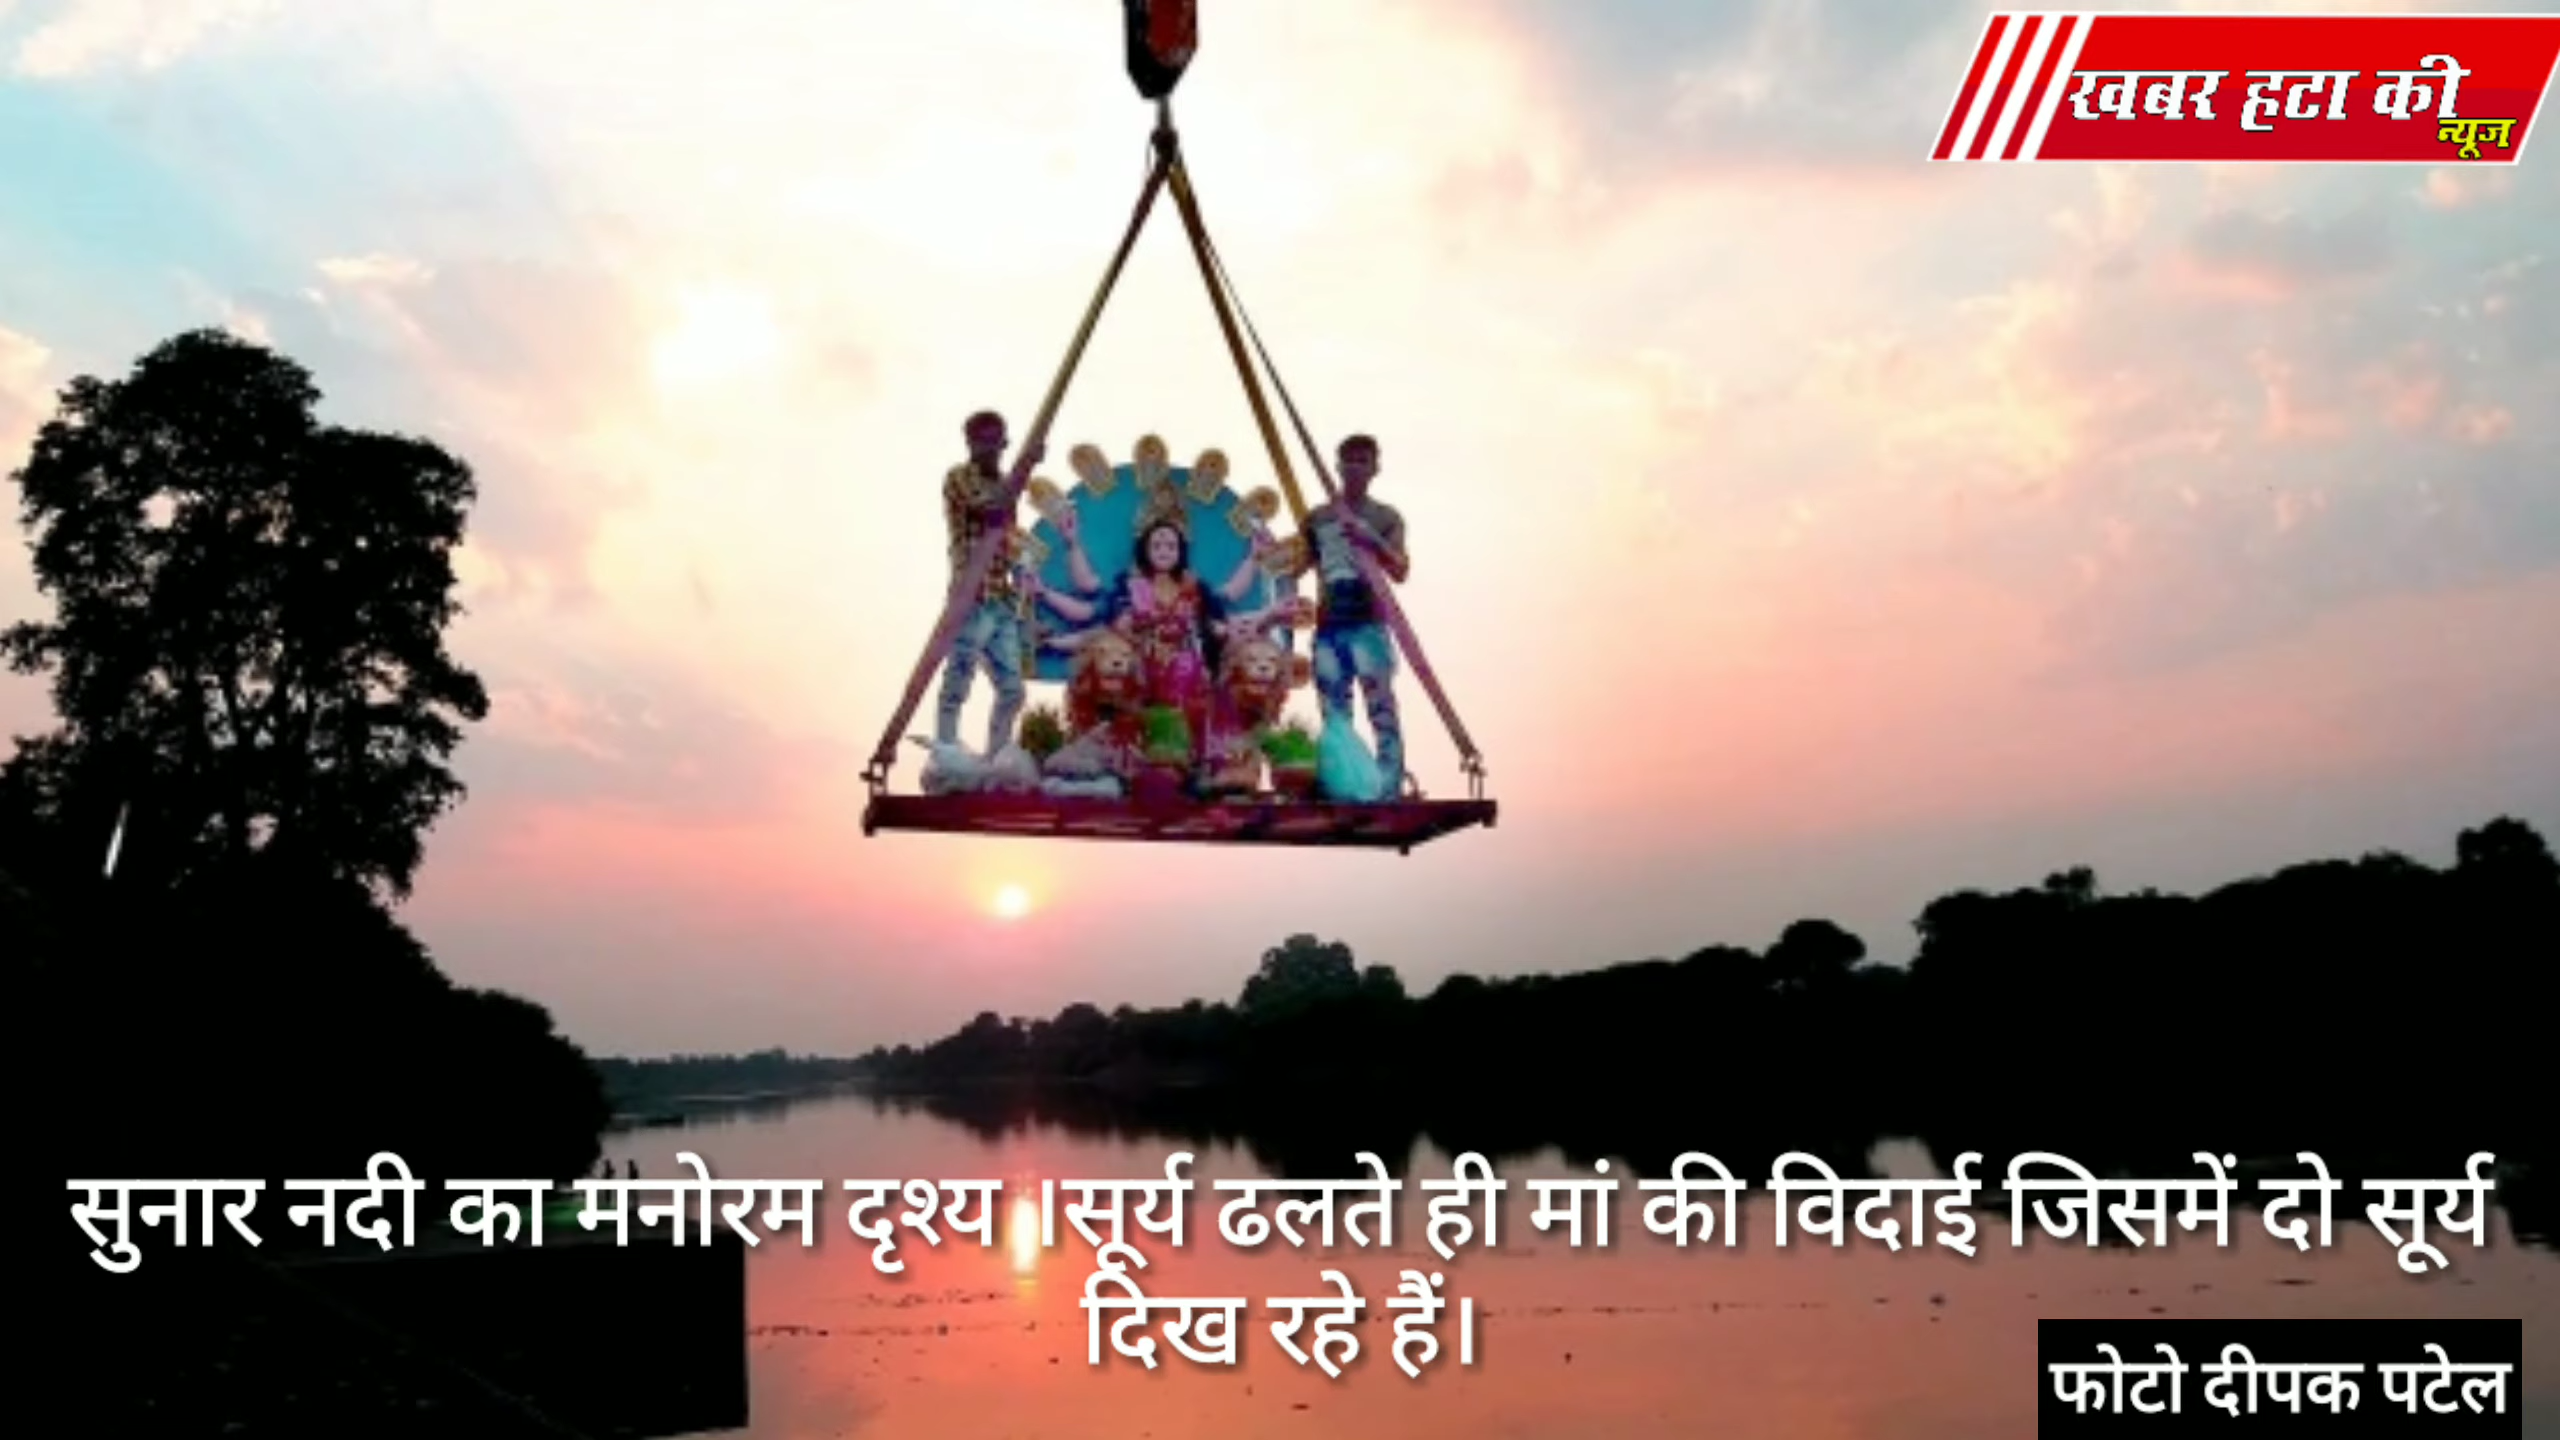 खबर हटा की
न्यूज
सुनार नदी का मनोरम दृश्य ।सूर्य ढलते ही मां की विदाई जिसमें दो सूर्य
दिख रहे हैं।
फोटो दीपक पटेल